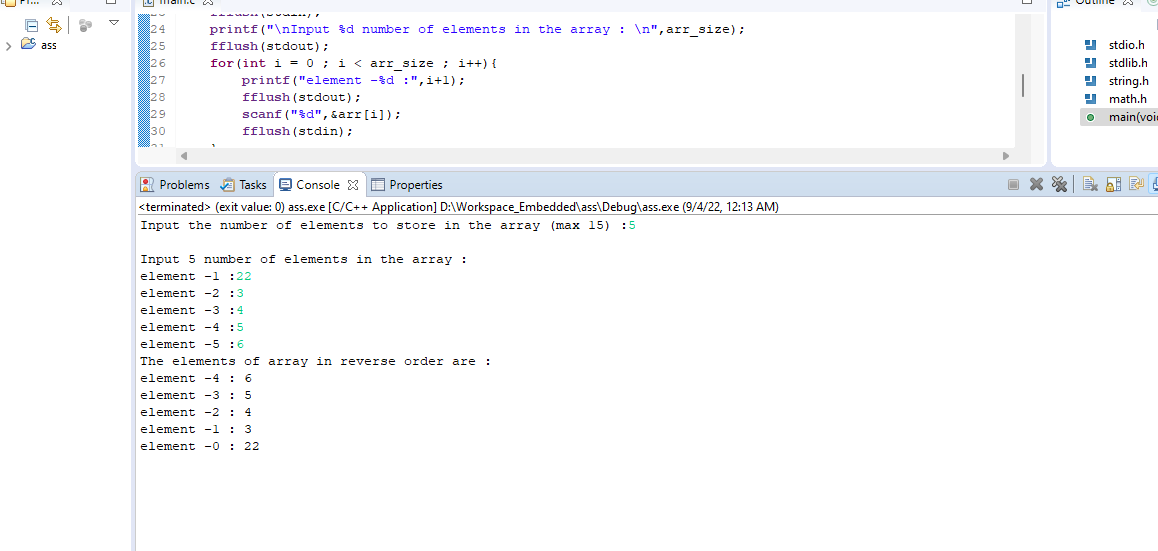 Pr...
main.c
Outline
ass
fflush(stdin);
24 printf("\nInput %d number of elements in the array : \n",arr_size);
25 fflush(stdout);
26 for(int i = 0 ; i < arr_size ; i++){
27 printf("element -%d :",i+1);
28 fflush(stdout);
29 scanf("%d",&arr[i]);
30 fflush(stdin);
stdio.h
stdlib.h
string.h
math.h
main(voi
Problems Tasks Console Properties
<terminated> (exit value: 0) ass.exe [C/C++ Application] D:\Workspace_Embedded\ass\Debug\ass.exe (9/4/22, 12:13 AM)
Input the number of elements to store in the array (max 15) :5
Input 5 number of elements in the array :
element -1 :22
element -2 :3
element -3 :4
element -4 :5
element -5 :6
The elements of array in reverse order are :
element -4 : 6
element -3 : 5
element -2 : 4
element -1 : 3
element -0 : 22